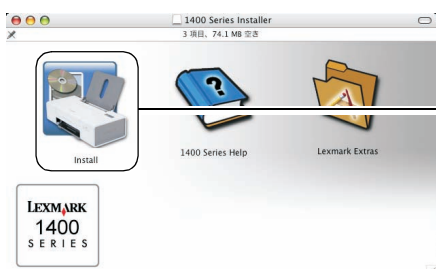 1400 Series Installer
3 項目、74.1 MB 空き
Install
1400 Series Help
Lexmark Extras
LEXMARK
1400
SERIES